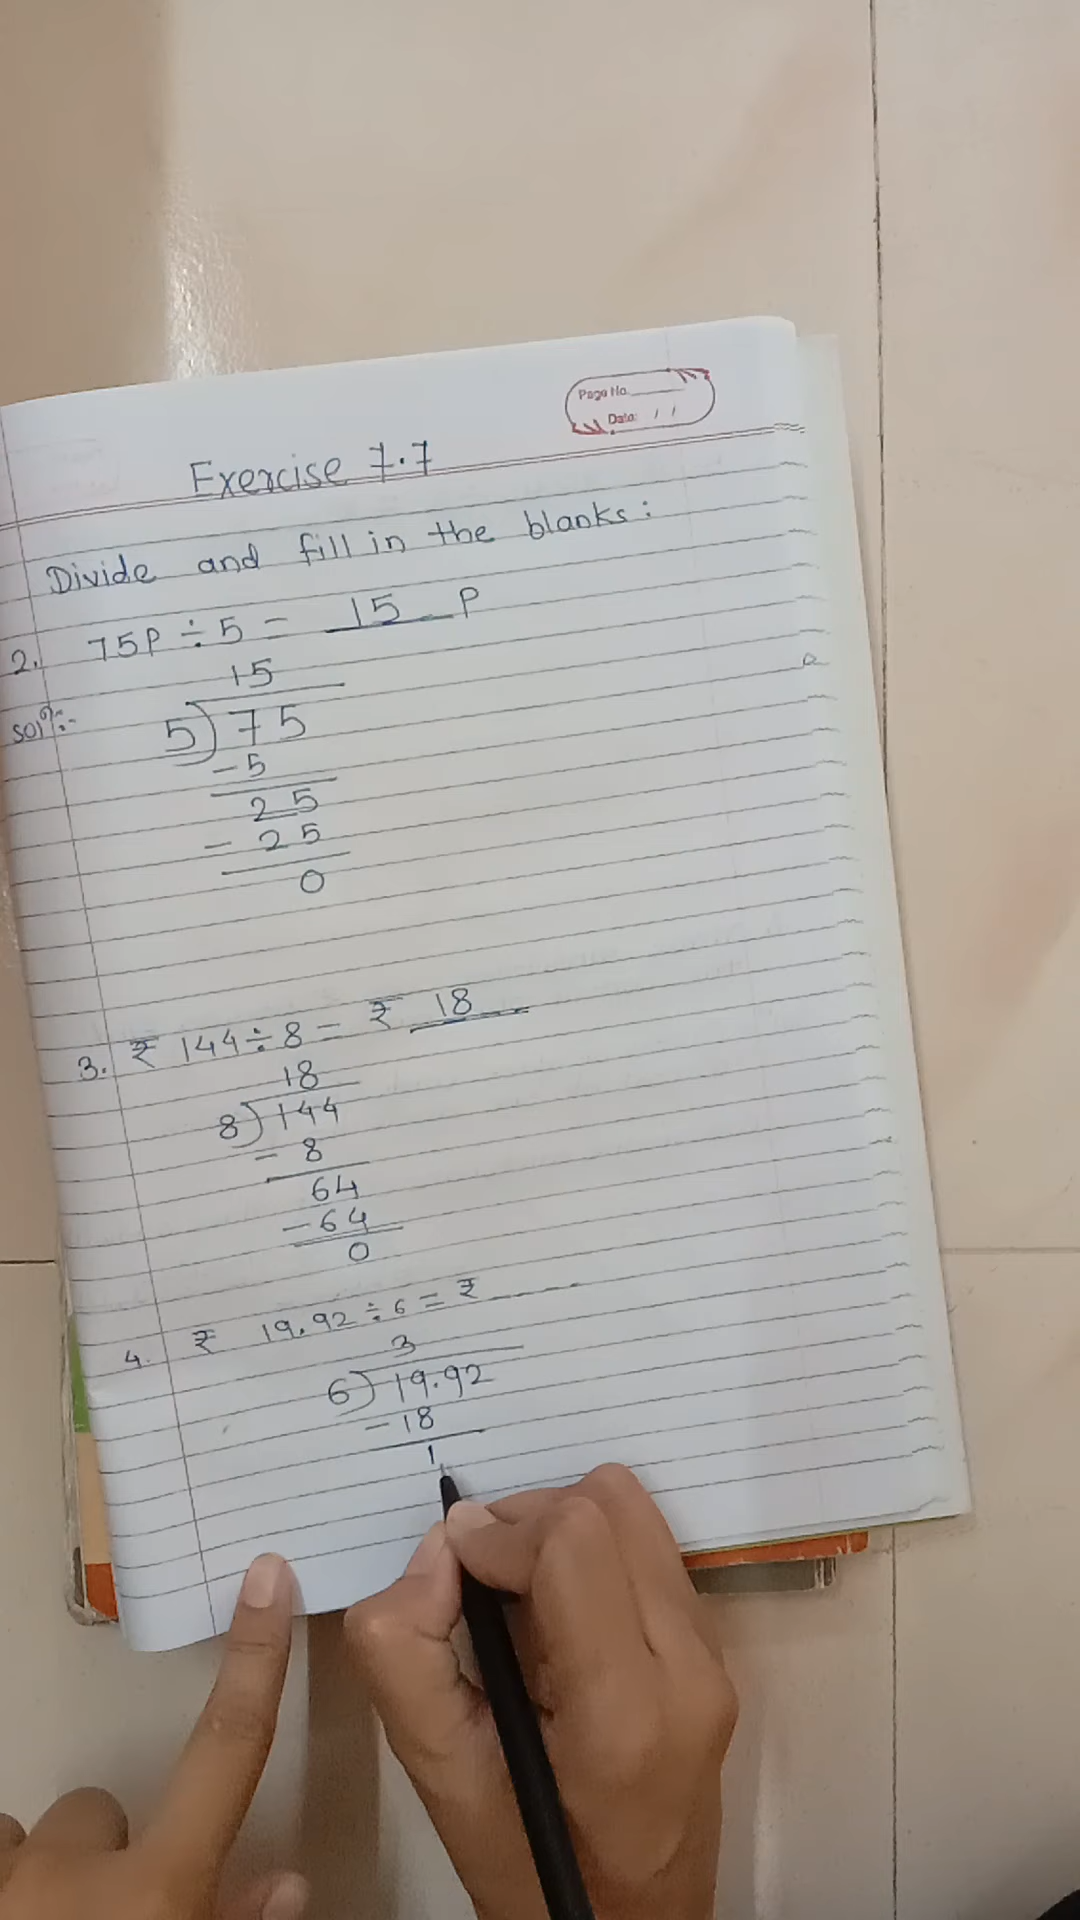 Page No.
Date: / /
Exercise 7.7
Divide and fill in the blanks:
2. 75P ÷ 5 = 15 P
15
soln:- 5) 75
- 5
25
- 25
0
3. ₹ 144 ÷ 8 = ₹ 18
18
8) 144
- 8
64
- 64
0
4. ₹ 19.92 ÷ 6 = ₹
3
6) 19.92
- 18
1